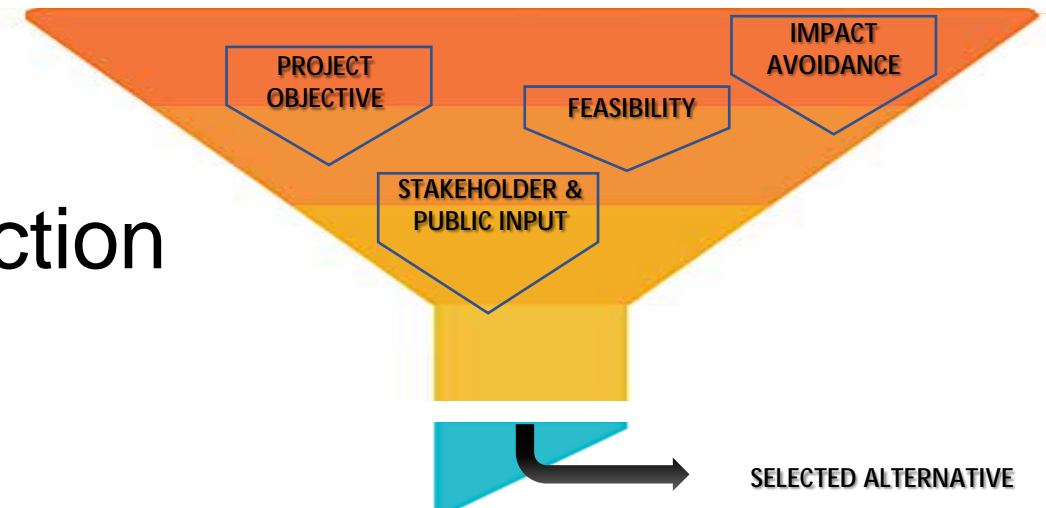 IMPACT
AVOIDANCE
PROJECT
OBJECTIVE
FEASIBILITY
STAKEHOLDER &
PUBLIC INPUT
ction
SELECTED ALTERNATIVE